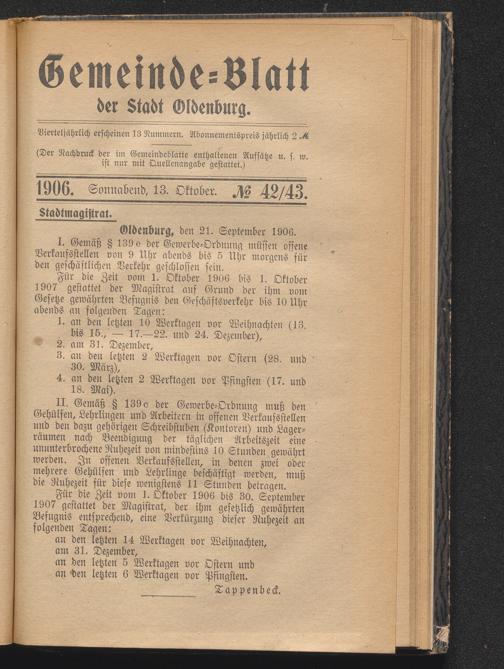 Gemeinde-Blatt
der Stadt Oldenburg.
Vierteljährlich erscheinen 13 Nummern. Abonnementspreis jährlich 2 ℳ
(Der Nachdruck der im Gemeindeblatte enthaltenen Aufsätze u. s. w.
ist nur mit Quellenangabe gestattet.)
1906. Sonnabend, 13. Oktober. № 42/43.
Stadtmagistrat.
Oldenburg, den 21. September 1906.
I. Gemäß § 139e der Gewerbe-Ordnung müssen offene
Verkaufsstellen von 9 Uhr abends bis 5 Uhr morgens für
den geschäftlichen Verkehr geschlossen sein.
Für die Zeit vom 1. Oktober 1906 bis 1. Oktober
1907 gestattet der Magistrat auf Grund der ihm vom
Gesetze gewährten Befugnis den Geschäftsverkehr bis 10 Uhr
abends an folgenden Tagen:
1. an den letzten 10 Werktagen vor Weihnachten (13.
bis 15., — 17.—22. und 24. Dezember),
2. am 31. Dezember,
3. an den letzten 2 Werktagen vor Ostern (28. und
30. März),
4. an den letzten 2 Werktagen vor Pfingsten (17. und
18. Mai).
II. Gemäß § 139c der Gewerbe-Ordnung muß den
Gehülfen, Lehrlingen und Arbeitern in offenen Verkaufsstellen
und den dazu gehörigen Schreibstuben (Kontoren) und Lager-
räumen nach Beendigung der täglichen Arbeitszeit eine
ununterbrochene Ruhezeit von mindestens 10 Stunden gewährt
werden. In offenen Verkaufsstellen, in denen zwei oder
mehrere Gehülfen und Lehrlinge beschäftigt werden, muß
die Ruhezeit für diese wenigstens 11 Stunden betragen.
Für die Zeit vom 1. Oktober 1906 bis 30. September
1907 gestattet der Magistrat, der ihm gesetzlich gewährten
Befugnis entsprechend, eine Verkürzung dieser Ruhezeit an
folgenden Tagen:
an den letzten 14 Werktagen vor Weihnachten,
am 31. Dezember,
an den letzten 5 Werktagen vor Ostern und
an den letzten 6 Werktagen vor Pfingsten.
Tappenbeck.